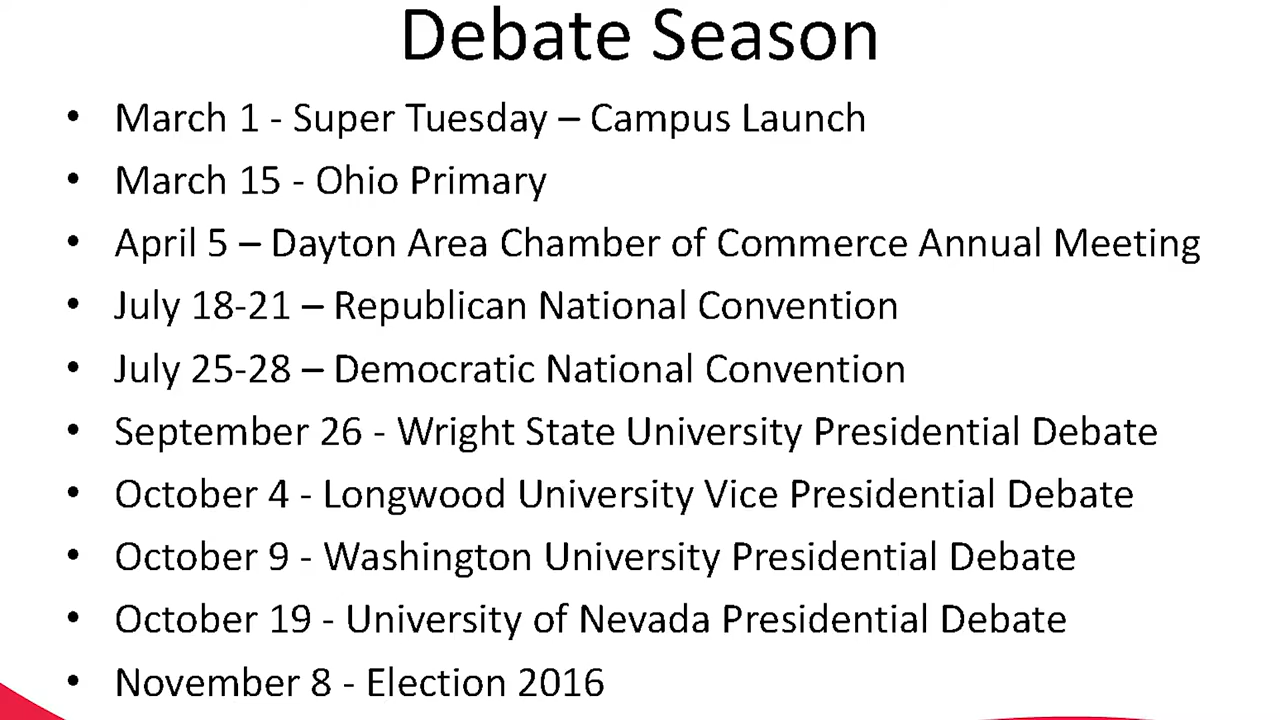 Debate Season
• March 1 - Super Tuesday – Campus Launch
• March 15 - Ohio Primary
• April 5 – Dayton Area Chamber of Commerce Annual Meeting
• July 18-21 – Republican National Convention
• July 25-28 – Democratic National Convention
• September 26 - Wright State University Presidential Debate
• October 4 - Longwood University Vice Presidential Debate
• October 9 - Washington University Presidential Debate
• October 19 - University of Nevada Presidential Debate
• November 8 - Election 2016